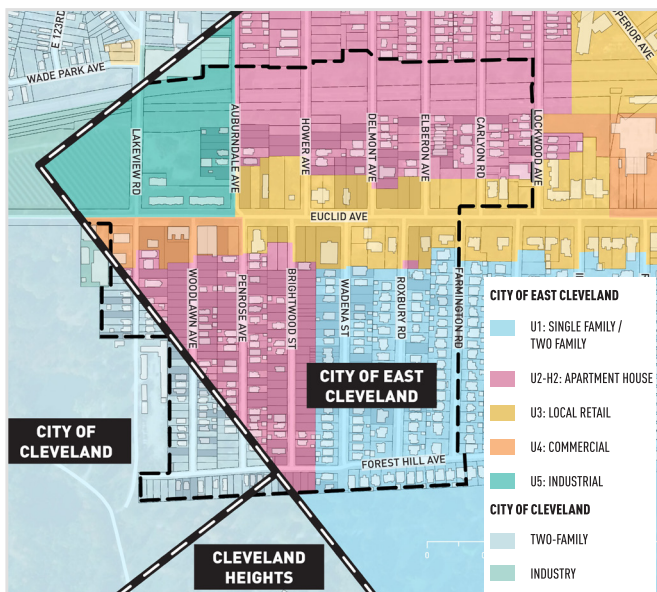 E 123RD
WADE PARK AVE
SUPERIOR AVE
LAKEVIEW RD
AUBURNDALE AVE
HOWER AVE
DELMONT AVE
ELBERON AVE
CARLYON RD
LOCKWOOD AVE
EUCLID AVE
WOODLAWN AVE
PENROSE AVE
BRIGHTWOOD ST
WADENA ST
ROXBURY RD
FARMINGTON RD
FOREST HILL AVE
CITY OF
CLEVELAND
CITY OF EAST
CLEVELAND
CLEVELAND
HEIGHTS
0
CITY OF EAST CLEVELAND
U1: SINGLE FAMILY /
TWO FAMILY
U2-H2: APARTMENT HOUSE
U3: LOCAL RETAIL
U4: COMMERCIAL
U5: INDUSTRIAL
CITY OF CLEVELAND
TWO-FAMILY
INDUSTRY